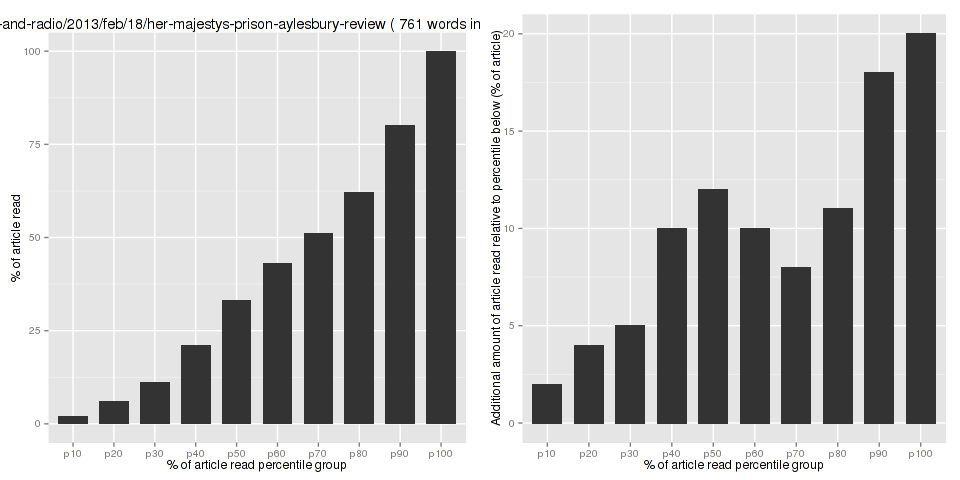 -and-radio/2013/feb/18/her-majestys-prison-aylesbury-review ( 761 words in
% of article read
100
75
50
25
0
p10 p20 p30 p40 p50 p60 p70 p80 p90 p100
% of article read percentile group
Additional amount of article read relative to percentile below (% of article)
20
15
10
5
0
p10 p20 p30 p40 p50 p60 p70 p80 p90 p100
% of article read percentile group